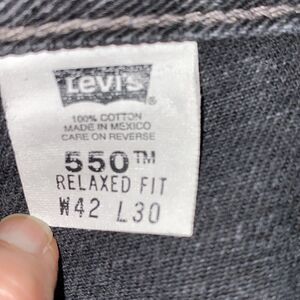 Levi's
®
100% COTTON
MADE IN MEXICO
CARE ON REVERSE
550™
RELAXED FIT
W42 L30